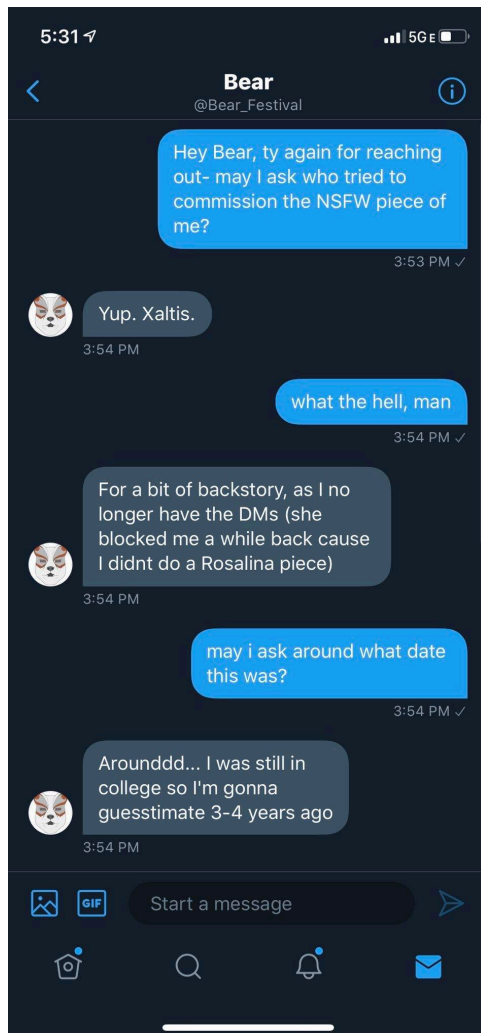 5:31
5G E
Bear
@Bear_Festival
Hey Bear, ty again for reaching
out- may I ask who tried to
commission the NSFW piece of
me?
3:53 PM ✓
Yup. Xaltis.
3:54 PM
what the hell, man
3:54 PM ✓
For a bit of backstory, as I no
longer have the DMs (she
blocked me a while back cause
I didnt do a Rosalina piece)
3:54 PM
may i ask around what date
this was?
3:54 PM ✓
Arounddd... I was still in
college so I'm gonna
guesstimate 3-4 years ago
3:54 PM
GIF
Start a message